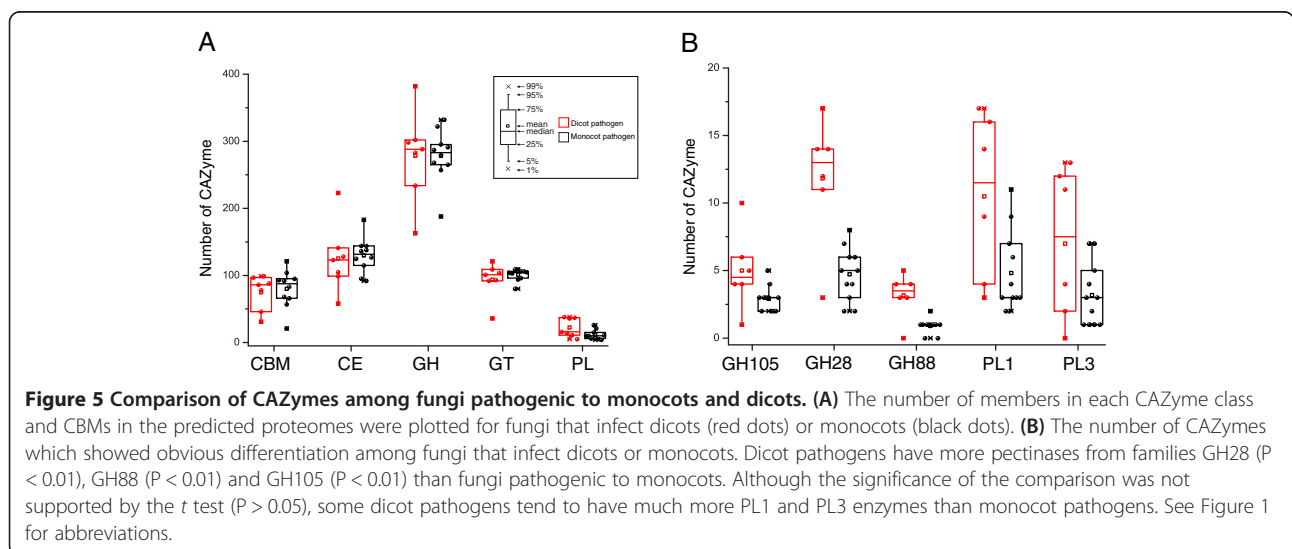 A
B
Number of CAZyme
400
300
200
100
0
99%
95%
75%
mean
median
25%
5%
1%
Dicot pathogen
Monocot pathogen
CBM CE GH GT PL
Number of CAZyme
20
15
10
5
0
GH105 GH28 GH88 PL1 PL3
Figure 5 Comparison of CAZymes among fungi pathogenic to monocots and dicots. (A) The number of members in each CAZyme class
and CBMs in the predicted proteomes were plotted for fungi that infect dicots (red dots) or monocots (black dots). (B) The number of CAZymes
which showed obvious differentiation among fungi that infect dicots or monocots. Dicot pathogens have more pectinases from families GH28 (P
< 0.01), GH88 (P < 0.01) and GH105 (P < 0.01) than fungi pathogenic to monocots. Although the significance of the comparison was not
supported by the t test (P > 0.05), some dicot pathogens tend to have much more PL1 and PL3 enzymes than monocot pathogens. See Figure 1
for abbreviations.